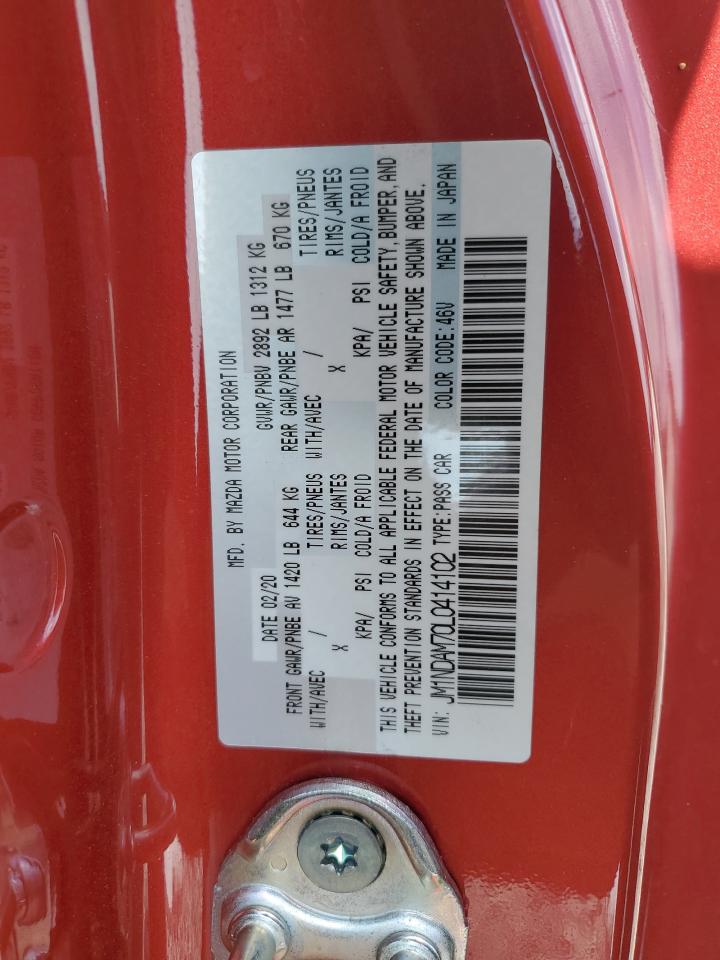 MFD. BY MAZDA MOTOR CORPORATION
DATE 02/20 GVWR/PNBV 2892 LB 1312 KG
FRONT GAWR/PNBE AV 1420 LB 644 KG REAR GAWR/PNBE AR 1477 LB 670 KG
WITH/AVEC / TIRES/PNEUS WITH/AVEC / TIRES/PNEUS
X RIMS/JANTES X RIMS/JANTES
KPA/ PSI COLD/A FROID KPA/ PSI COLD/A FROID
THIS VEHICLE CONFORMS TO ALL APPLICABLE FEDERAL MOTOR VEHICLE SAFETY, BUMPER, AND
THEFT PREVENTION STANDARDS IN EFFECT ON THE DATE OF MANUFACTURE SHOWN ABOVE.
VIN: JM1NDAM70L0414102 TYPE:PASS CAR COLOR CODE:46V MADE IN JAPAN